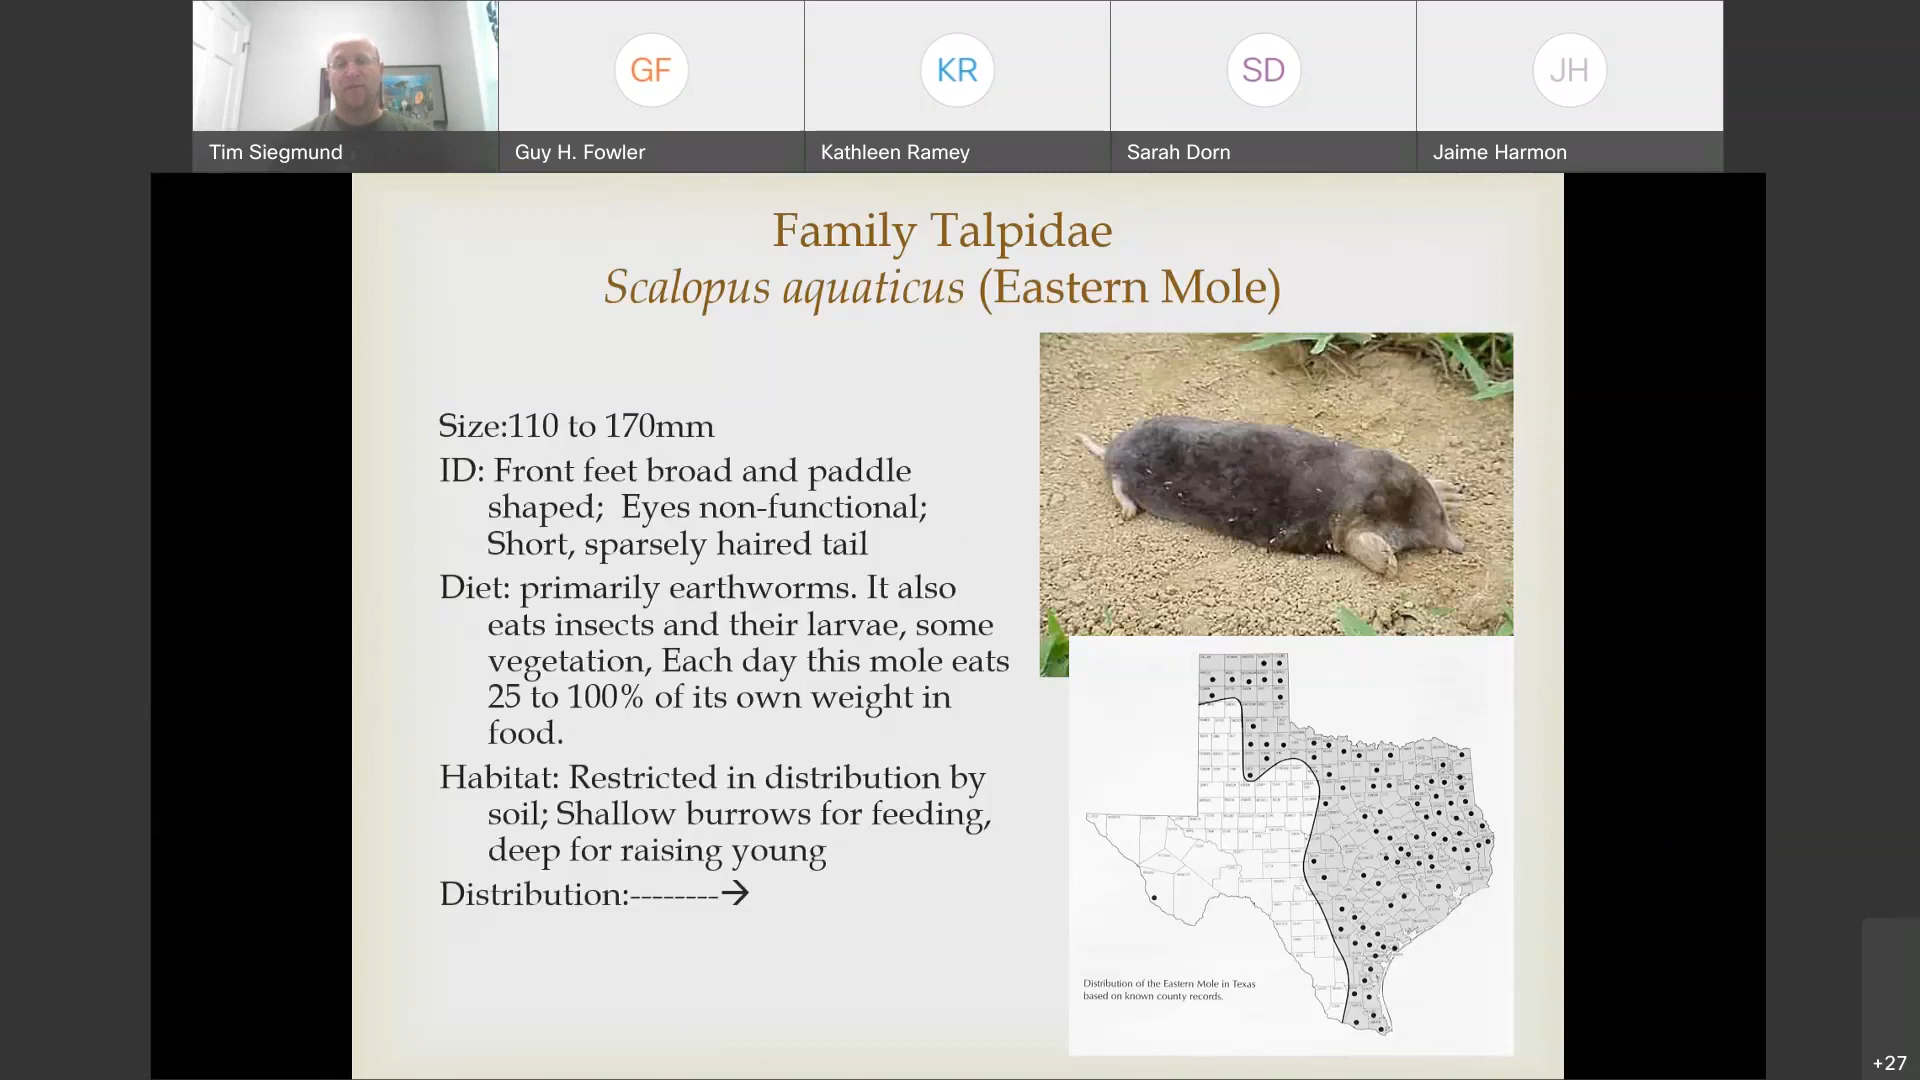 GF
KR
SD
JH
Tim Siegmund
Guy H. Fowler
Kathleen Ramey
Sarah Dorn
Jaime Harmon
Family Talpidae
Scalopus aquaticus (Eastern Mole)
Size:110 to 170mm
ID: Front feet broad and paddle
shaped;  Eyes non-functional;
Short, sparsely haired tail
Diet: primarily earthworms. It also
eats insects and their larvae, some
vegetation, Each day this mole eats
25 to 100% of its own weight in
food.
Habitat: Restricted in distribution by
soil; Shallow burrows for feeding,
deep for raising young
Distribution:--------→
Distribution of the Eastern Mole in Texas
based on known county records.
+27